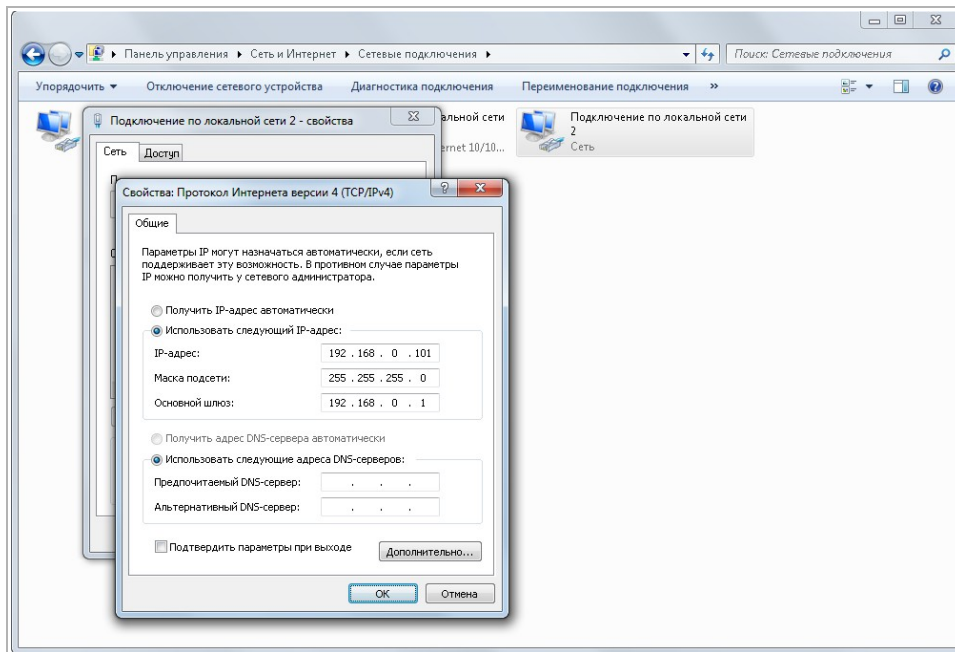 Панель управления ▸ Сеть и Интернет ▸ Сетевые подключения ▸
Поиск: Сетевые подключения
Упорядочить ▼ Отключение сетевого устройства Диагностика подключения Переименование подключения »
Подключение по локальной сети 2 - свойства
альной сети
ernet 10/10...
Подключение по локальной сети
2
Сеть
Сеть Доступ
Свойства: Протокол Интернета версии 4 (TCP/IPv4)
Общие
Параметры IP могут назначаться автоматически, если сеть
поддерживает эту возможность. В противном случае параметры
IP можно получить у сетевого администратора.
Получить IP-адрес автоматически
Использовать следующий IP-адрес:
IP-адрес: 192 . 168 . 0 . 101
Маска подсети: 255 . 255 . 255 . 0
Основной шлюз: 192 . 168 . 0 . 1
Получить адрес DNS-сервера автоматически
Использовать следующие адреса DNS-серверов:
Предпочитаемый DNS-сервер: . . .
Альтернативный DNS-сервер: . . .
Подтвердить параметры при выходе
Дополнительно...
ОК Отмена